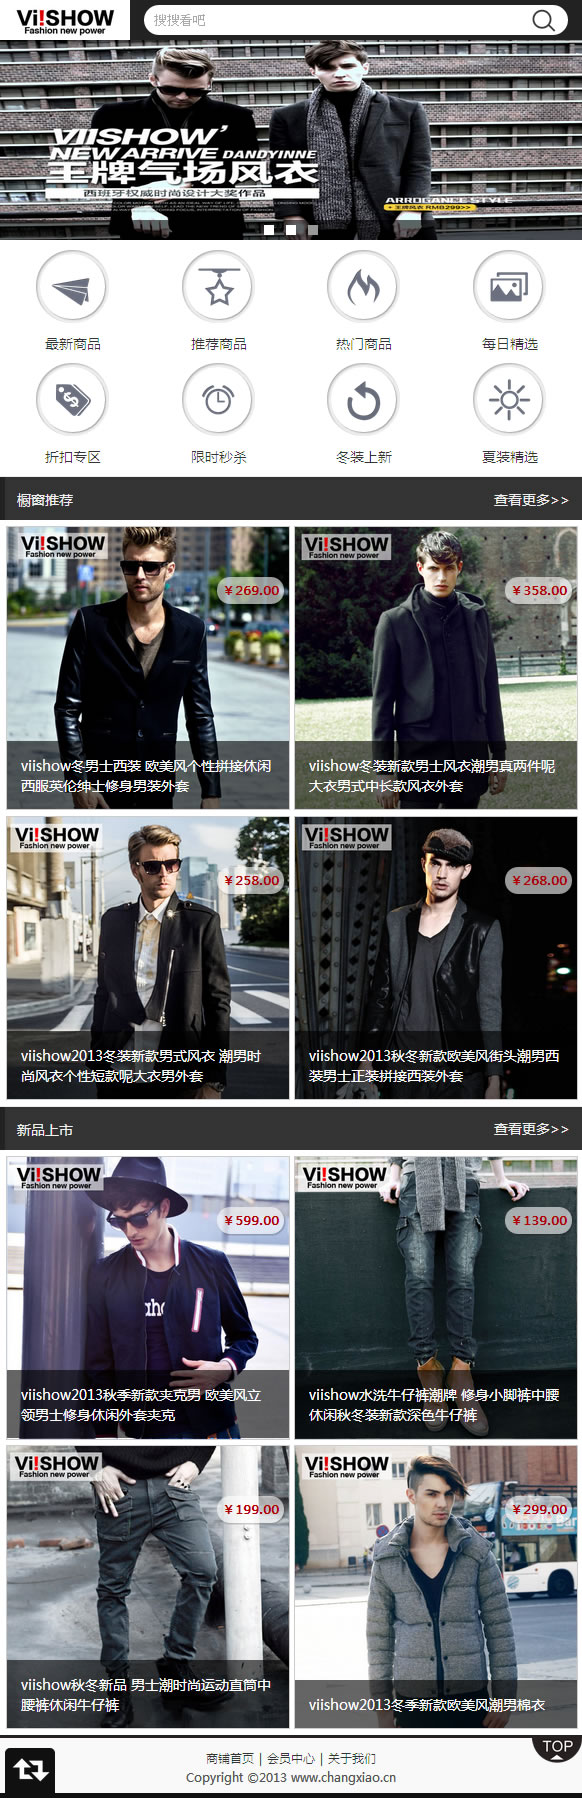 Vi!SHOW
Fashion new power
搜搜看吧
VIISHOW'
NEW ARRIVE DANDYINNE
王牌气场风衣
西班牙权威时尚设计大奖作品
ARROGANCE STYLE
王牌风衣 RMB299>>
最新商品
推荐商品
热门商品
每日精选
折扣专区
限时秒杀
冬装上新
夏装精选
橱窗推荐
查看更多>>
Vi!SHOW
Fashion new power
¥269.00
viishow冬男士西装 欧美风个性拼接休闲
西服英伦绅士修身男装外套
Vi!SHOW
Fashion new power
¥358.00
viishow冬装新款男士风衣潮男真两件呢
大衣男式中长款风衣外套
Vi!SHOW
Fashion new power
¥258.00
viishow2013冬装新款男式风衣 潮男时
尚风衣个性短款呢大衣男外套
Vi!SHOW
Fashion new power
¥268.00
viishow2013秋冬新款欧美风街头潮男西
装男士正装拼接西装外套
新品上市
查看更多>>
Vi!SHOW
Fashion new power
¥599.00
viishow2013秋季新款夹克男 欧美风立
领男士修身休闲外套夹克
Vi!SHOW
Fashion new power
¥139.00
viishow水洗牛仔裤潮牌 修身小脚裤中腰
休闲秋冬装新款深色牛仔裤
Vi!SHOW
Fashion new power
¥199.00
viishow秋冬新品 男士潮时尚运动直筒中
腰裤休闲牛仔裤
Vi!SHOW
Fashion new power
¥299.00
viishow2013冬季新款欧美风潮男棉衣
TOP
商铺首页 | 会员中心 | 关于我们
Copyright ©2013 www.changxiao.cn